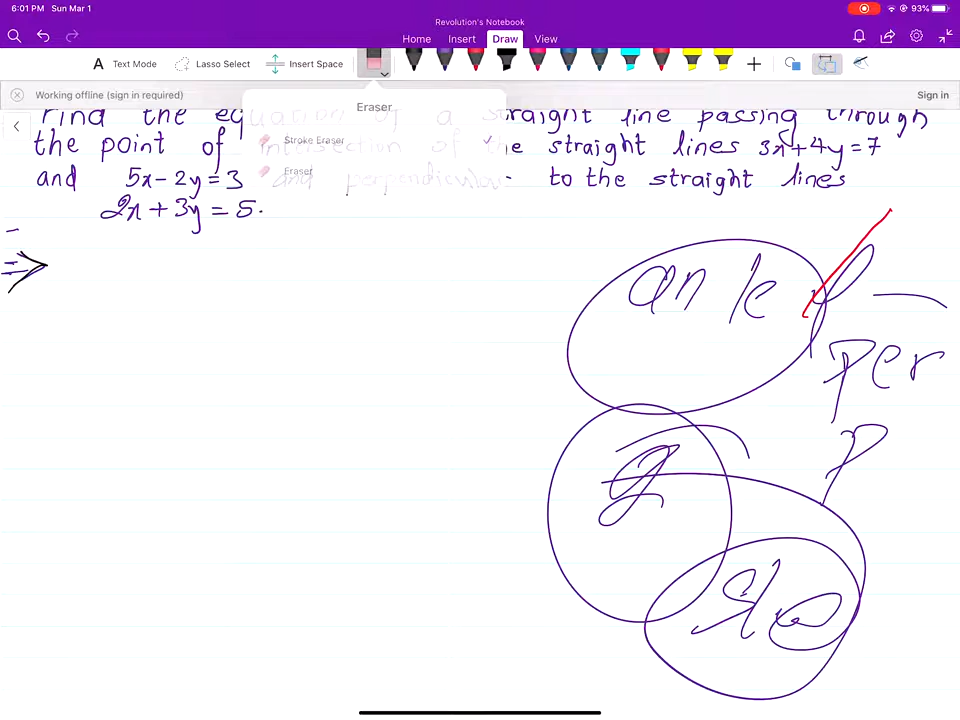 6:01 PM Sun Mar 1
93%
Revolution's Notebook
Home Insert Draw View
Text Mode Lasso Select Insert Space
Working offline (sign in required) Sign in
Eraser
Stroke Eraser
Eraser
Find the equation of a straight line passing through
the point of intersection of the straight lines 3x+4y=7
and 5x-2y=3 and perpendicular to the straight lines
2x+3y=5.
⇒
per
P